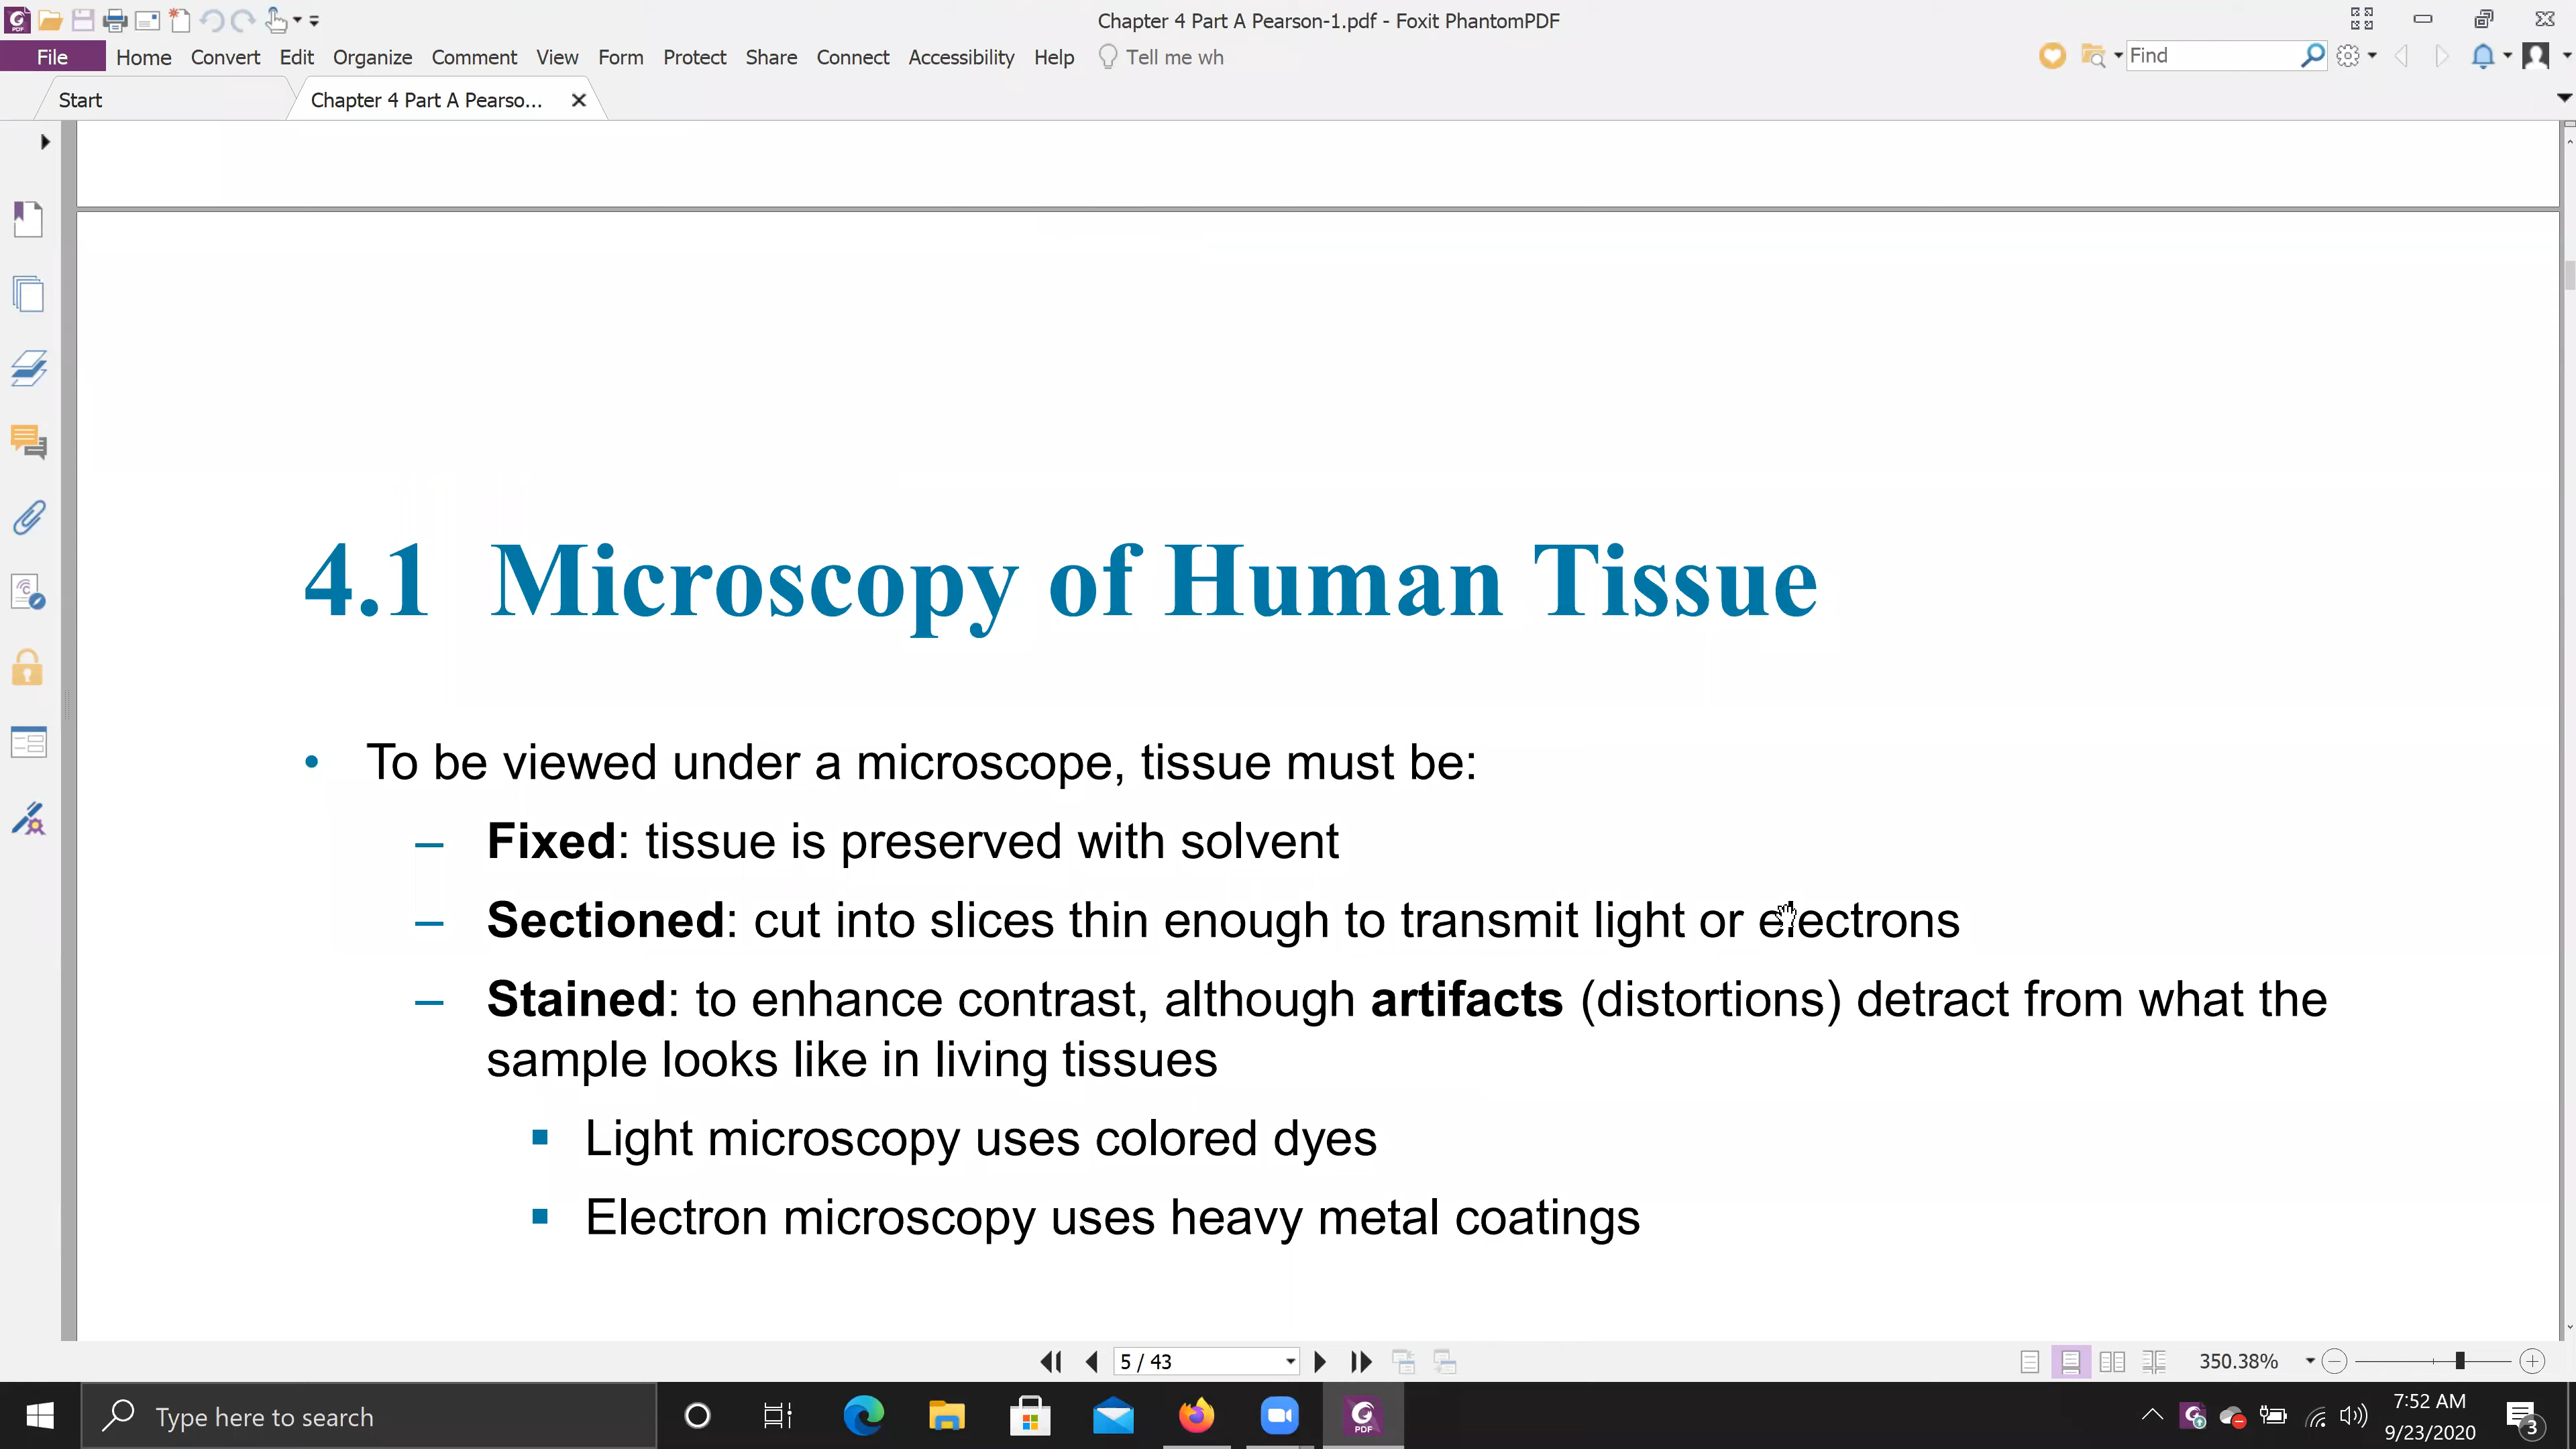 Chapter 4 Part A Pearson-1.pdf - Foxit PhantomPDF
File Home Convert Edit Organize Comment View Form Protect Share Connect Accessibility Help Tell me wh Find
Start Chapter 4 Part A Pearso...
4.1 Microscopy of Human Tissue
• To be viewed under a microscope, tissue must be:
– Fixed: tissue is preserved with solvent
– Sectioned: cut into slices thin enough to transmit light or electrons
– Stained: to enhance contrast, although artifacts (distortions) detract from what the
sample looks like in living tissues
▪ Light microscopy uses colored dyes
▪ Electron microscopy uses heavy metal coatings
5 / 43 350.38%
Type here to search
PDF
7:52 AM
9/23/2020
3